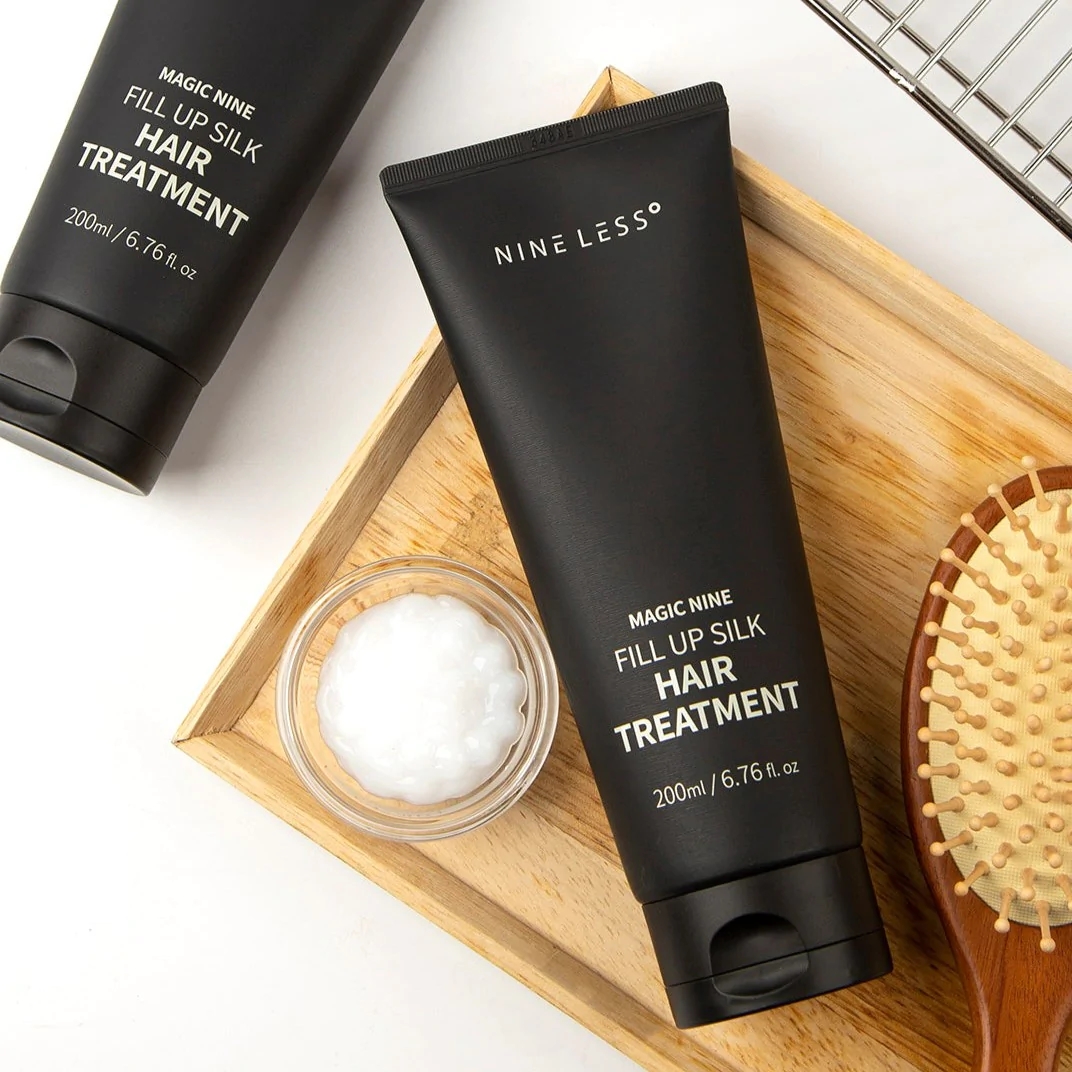 MAGIC NINE
FILL UP SILK
HAIR
TREATMENT
200ml / 6.76 fl. oz
NINE LESS°
MAGIC NINE
FILL UP SILK
HAIR
TREATMENT
200ml / 6.76 fl. oz